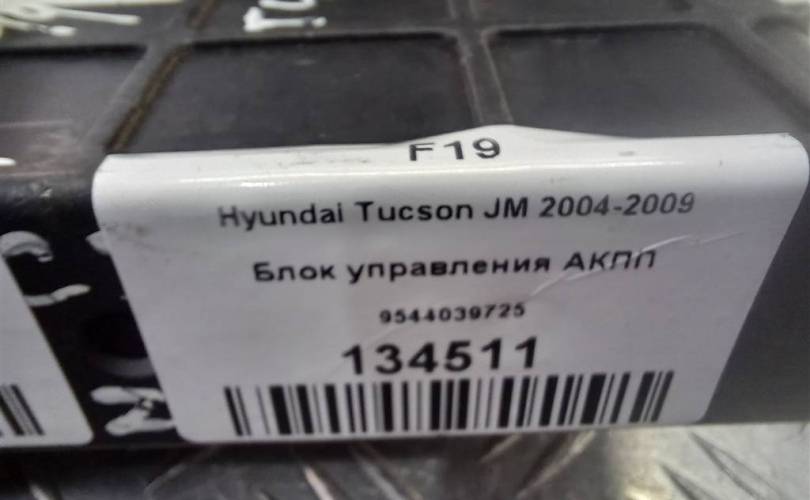 F19
Hyundai Tucson JM 2004-2009
Блок управления АКПП
9544039725
134511